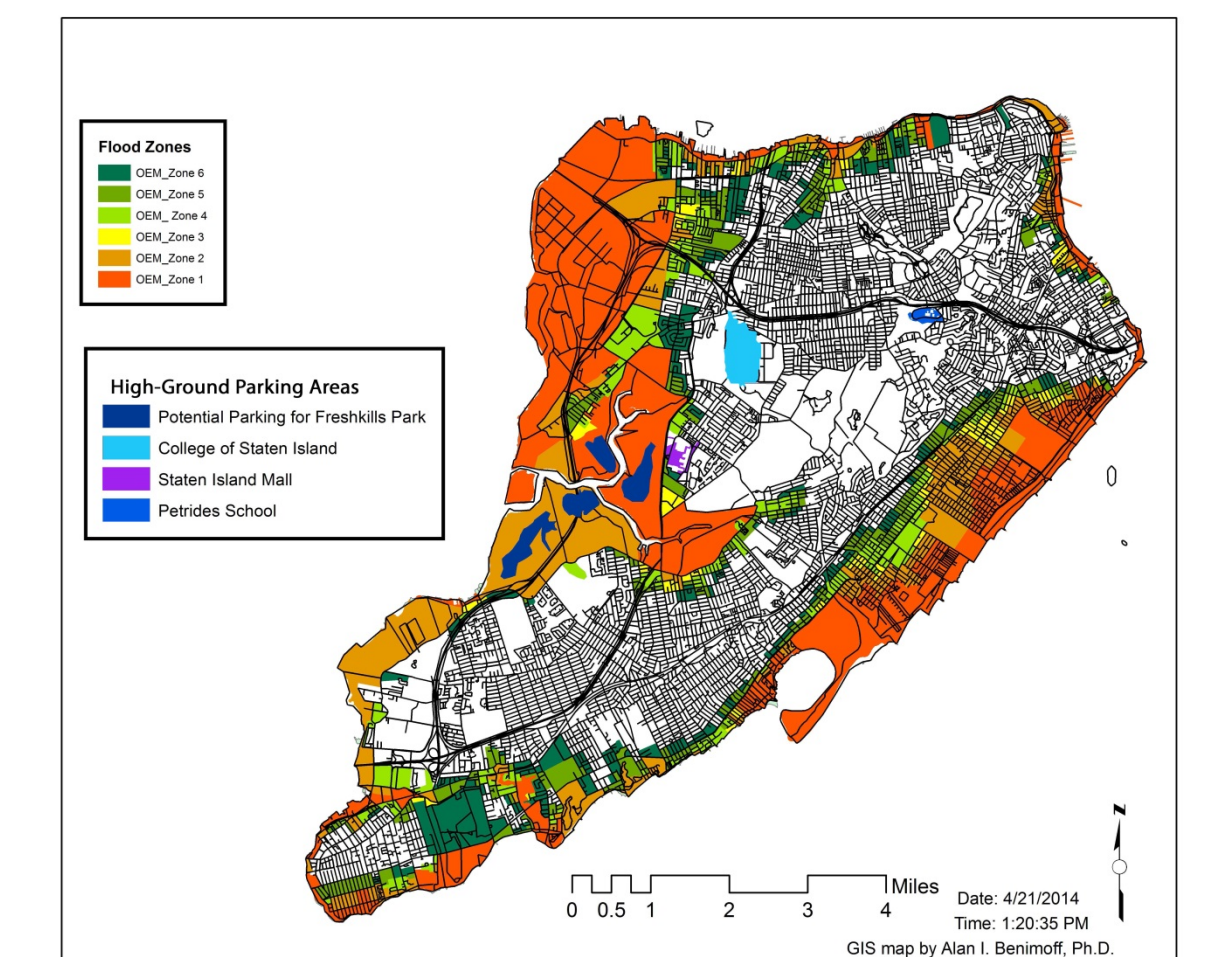 Flood Zones
OEM_Zone 6
OEM_Zone 5
OEM_ Zone 4
OEM_Zone 3
OEM_Zone 2
OEM_Zone 1
High-Ground Parking Areas
Potential Parking for Freshkills Park
College of Staten Island
Staten Island Mall
Petrides School
N
Miles
0 0.5 1 2 3 4
Date: 4/21/2014
Time: 1:20:35 PM
GIS map by Alan I. Benimoff, Ph.D.